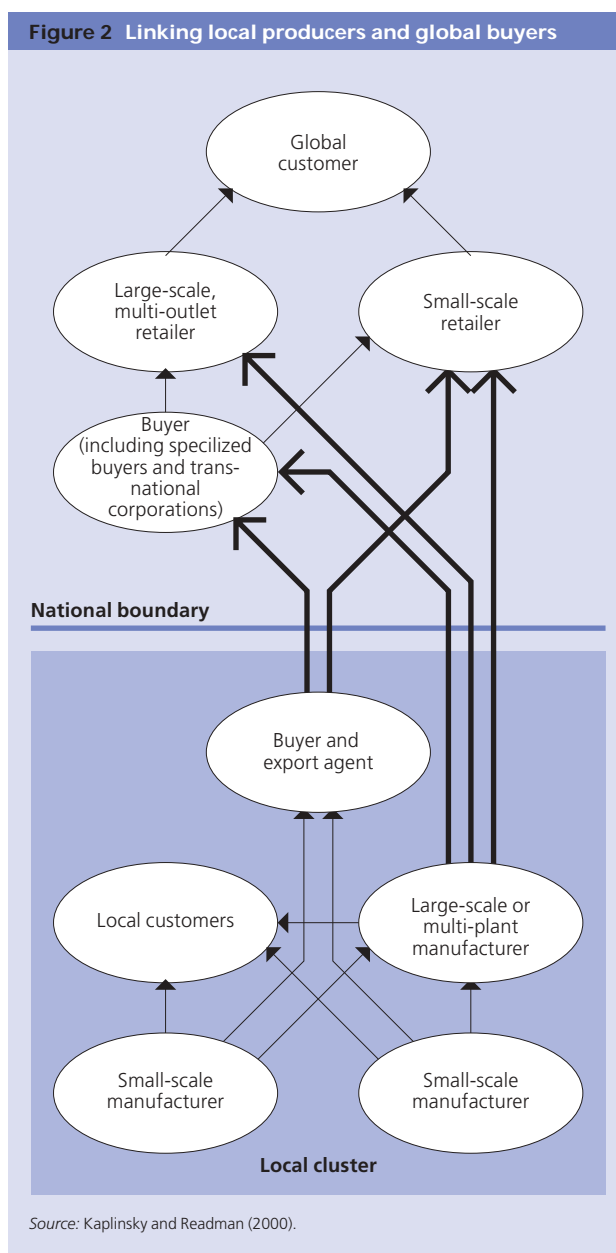 Figure 2 Linking local producers and global buyers
Global
customer
Large-scale,
multi-outlet
retailer
Small-scale
retailer
Buyer
(including specilized
buyers and trans-
national
corporations)
National boundary
Buyer and
export agent
Local customers
Large-scale or
multi-plant
manufacturer
Small-scale
manufacturer
Small-scale
manufacturer
Local cluster
Source: Kaplinsky and Readman (2000).